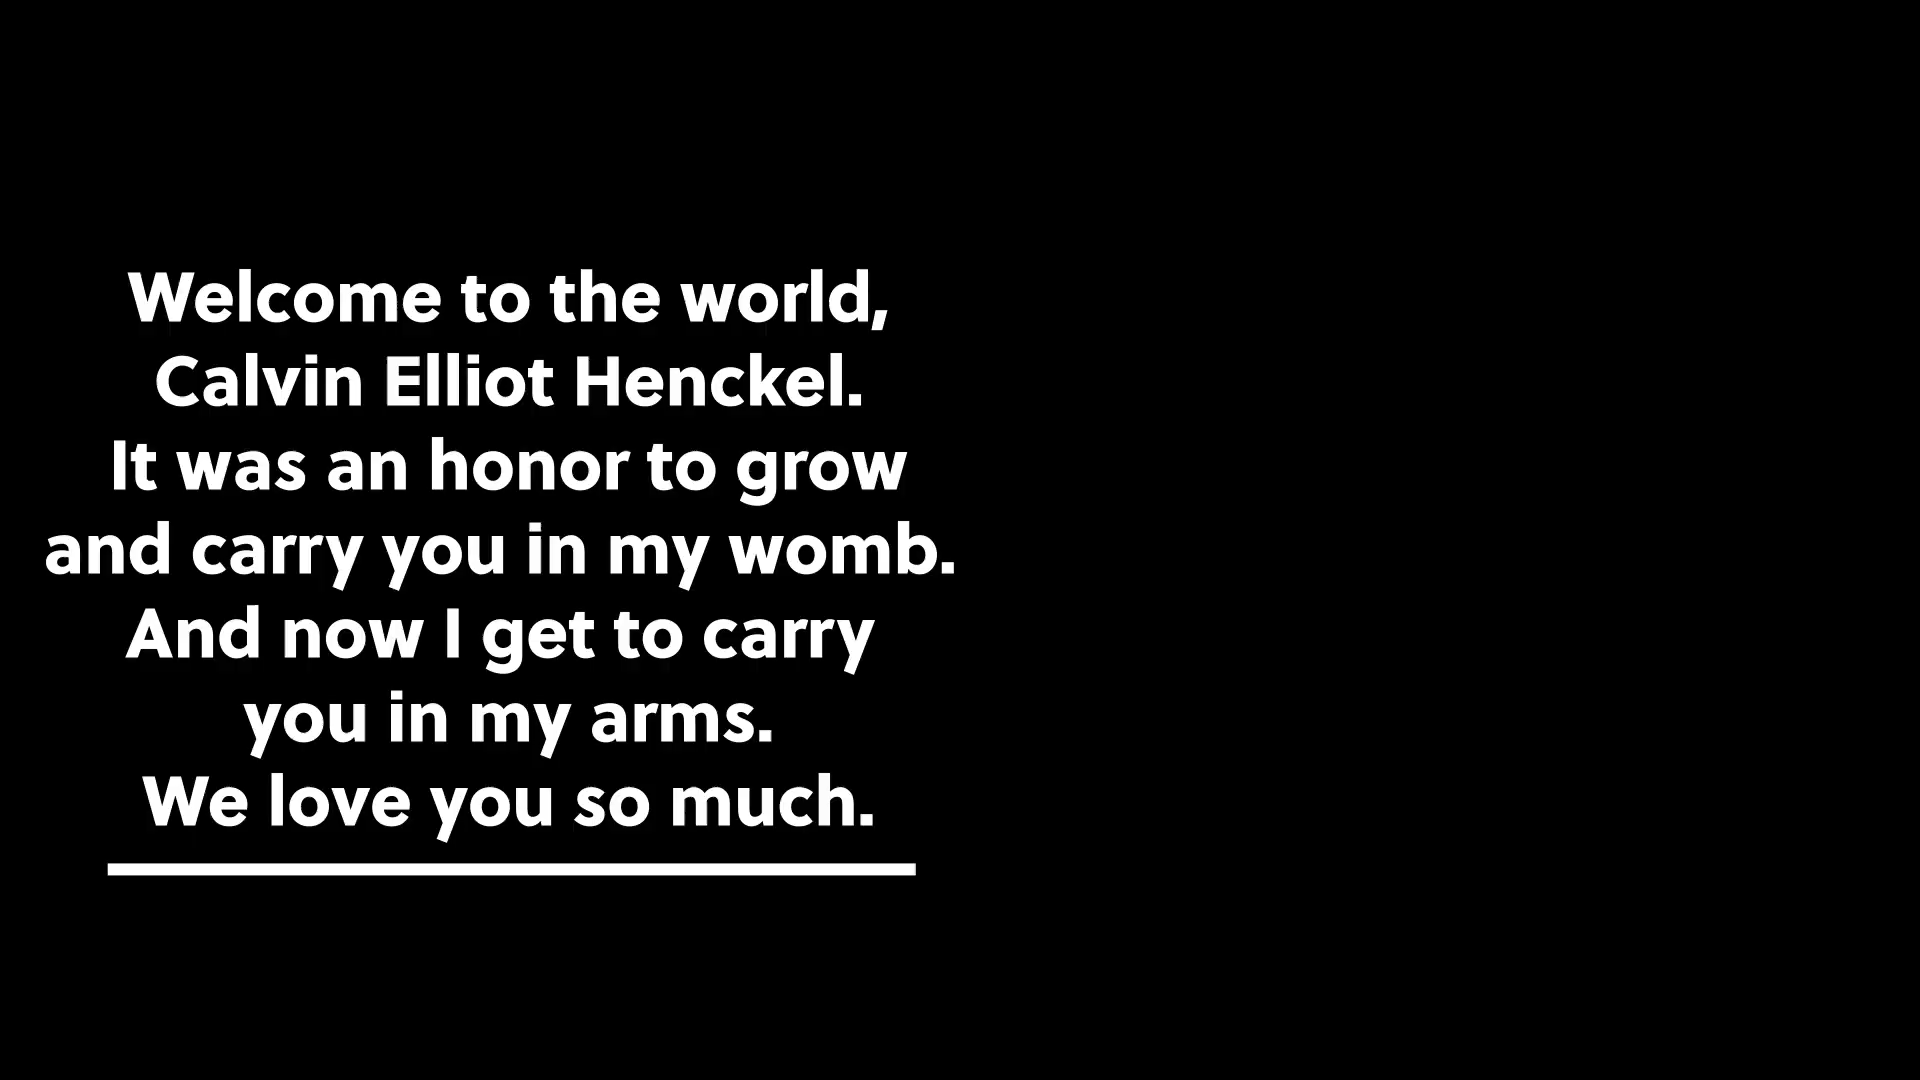 Welcome to the world,
Calvin Elliot Henckel.
It was an honor to grow
and carry you in my womb.
And now I get to carry
you in my arms.
We love you so much.